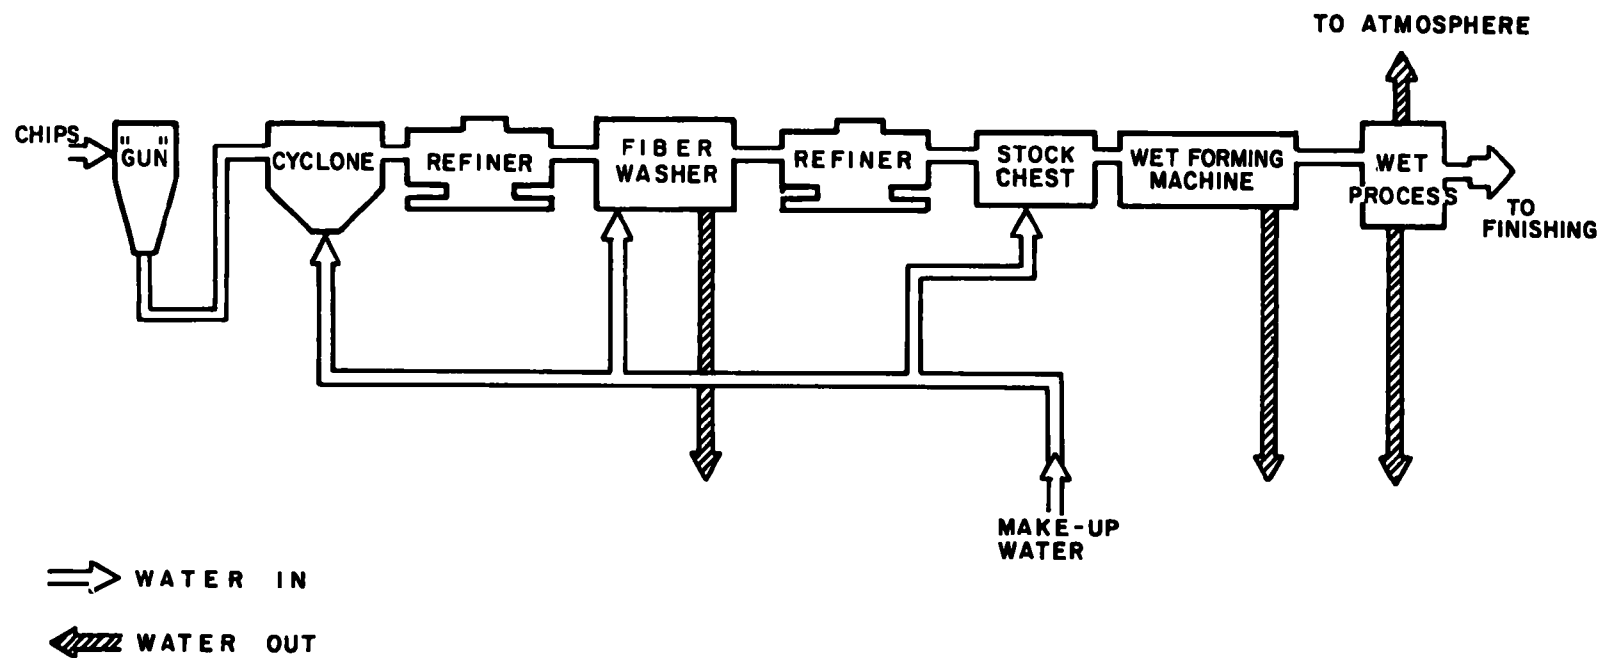 TO ATMOSPHERE
CHIPS
"GUN"
CYCLONE
REFINER
FIBER
WASHER
REFINER
STOCK
CHEST
WET FORMING
MACHINE
WET
PROCESS
TO
FINISHING
MAKE-UP
WATER
WATER IN
WATER OUT